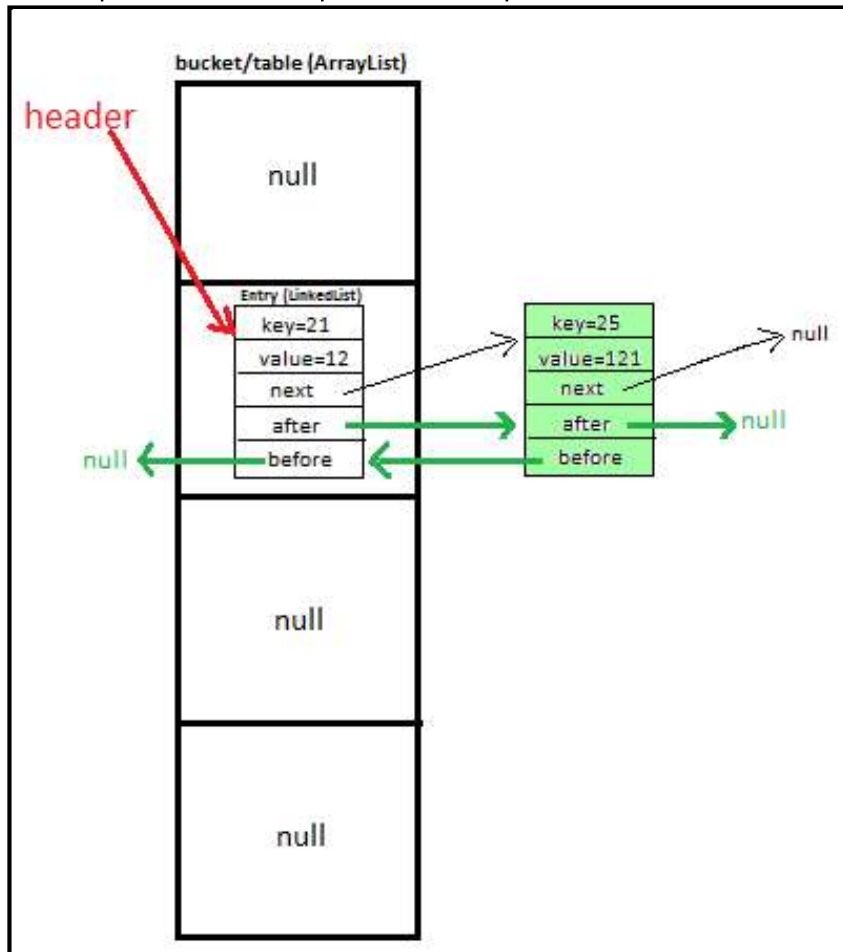 bucket/table (ArrayList)
header
null
Entry (LinkedList)
key=21
value=12
next
after
before
null
key=25
value=121
next
after
before
null
null
null
null